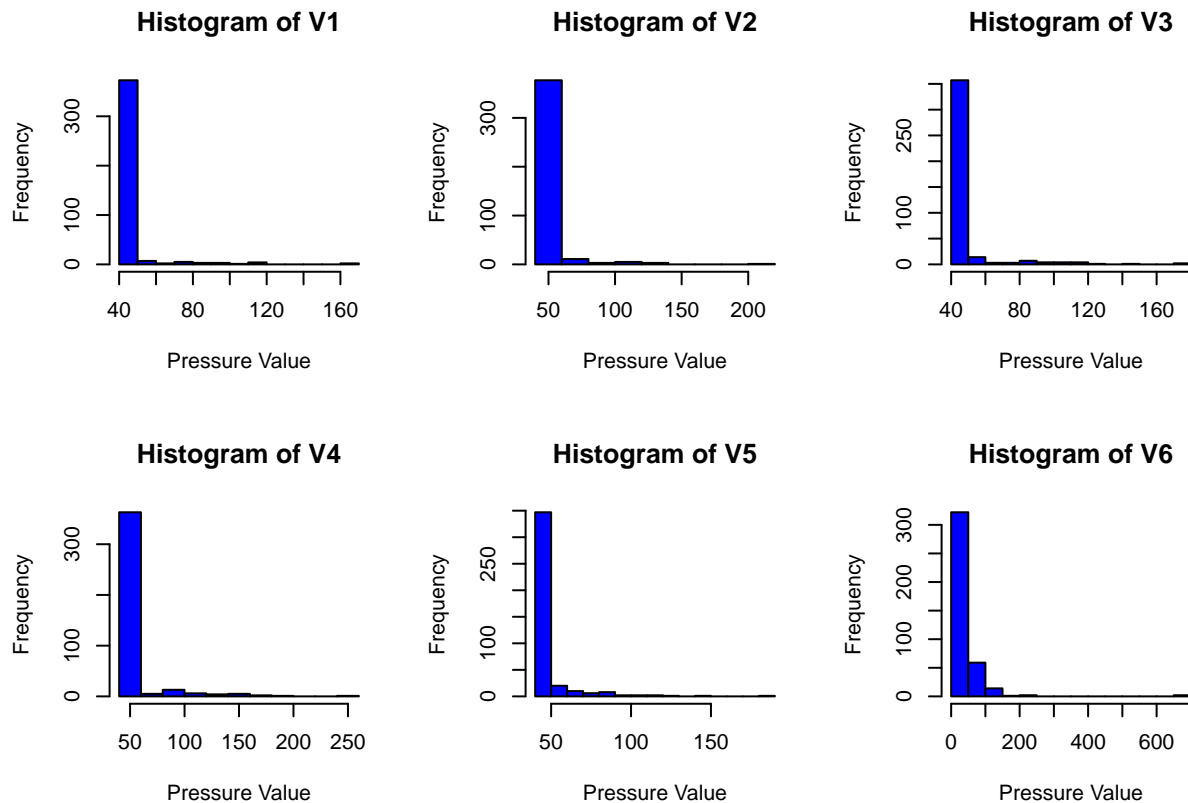 Histogram of V1
Frequency
0 100 300
40 80 120 160
Pressure Value
Histogram of V2
Frequency
0 100 300
50 100 150 200
Pressure Value
Histogram of V3
Frequency
0 100 250
40 80 120 160
Pressure Value
Histogram of V4
Frequency
0 100 300
50 100 150 200 250
Pressure Value
Histogram of V5
Frequency
0 100 250
50 100 150
Pressure Value
Histogram of V6
Frequency
0 100 200 300
0 200 400 600
Pressure Value